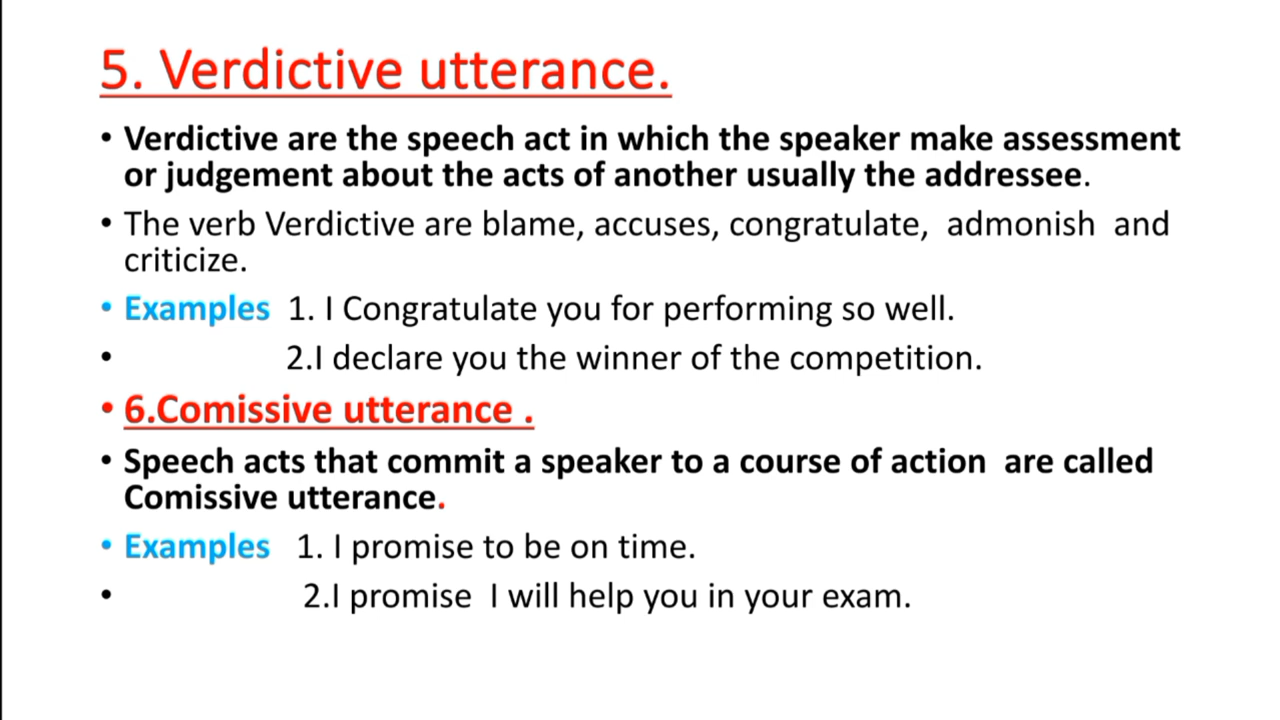 5. Verdictive utterance.
• Verdictive are the speech act in which the speaker make assessment
or judgement about the acts of another usually the addressee.
• The verb Verdictive are blame, accuses, congratulate, admonish and
criticize.
• Examples 1. I Congratulate you for performing so well.
• 2.I declare you the winner of the competition.
• 6.Comissive utterance .
• Speech acts that commit a speaker to a course of action are called
Comissive utterance.
• Examples 1. I promise to be on time.
• 2.I promise I will help you in your exam.